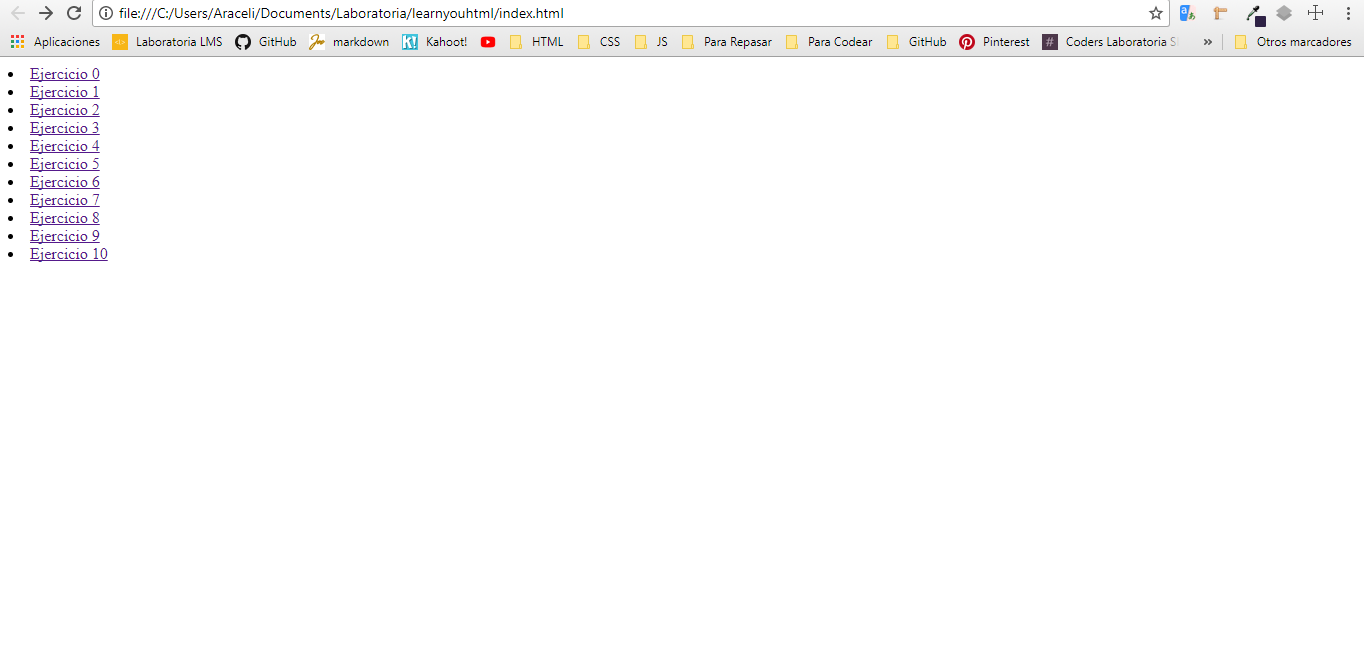 file:///C:/Users/Araceli/Documents/Laboratoria/learnyouhtml/index.html
Aplicaciones Laboratoria LMS GitHub markdown Kahoot! HTML CSS JS Para Repasar Para Codear GitHub Pinterest # Coders Laboratoria » Otros marcadores
Ejercicio 0
Ejercicio 1
Ejercicio 2
Ejercicio 3
Ejercicio 4
Ejercicio 5
Ejercicio 6
Ejercicio 7
Ejercicio 8
Ejercicio 9
Ejercicio 10